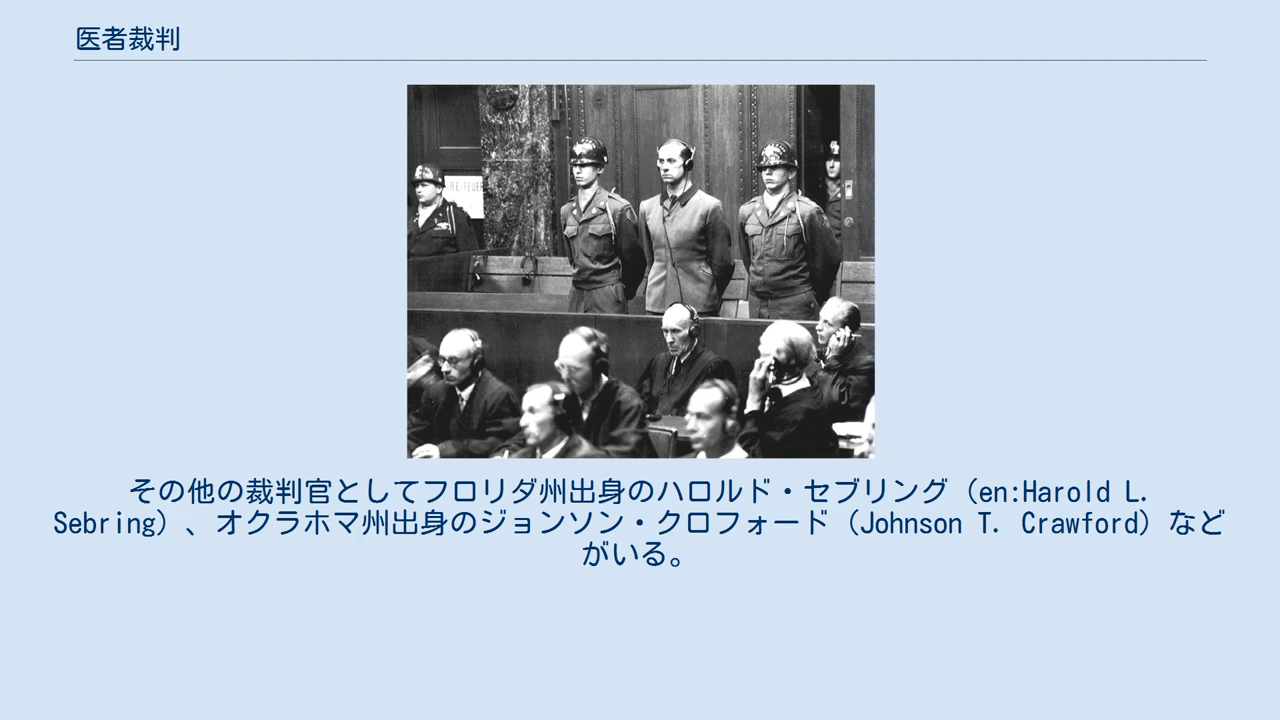 医者裁判
RE FEUER
その他の裁判官としてフロリダ州出身のハロルド・セブリング（en:Harold L.
Sebring）、オクラホマ州出身のジョンソン・クロフォード（Johnson T. Crawford）など
がいる。